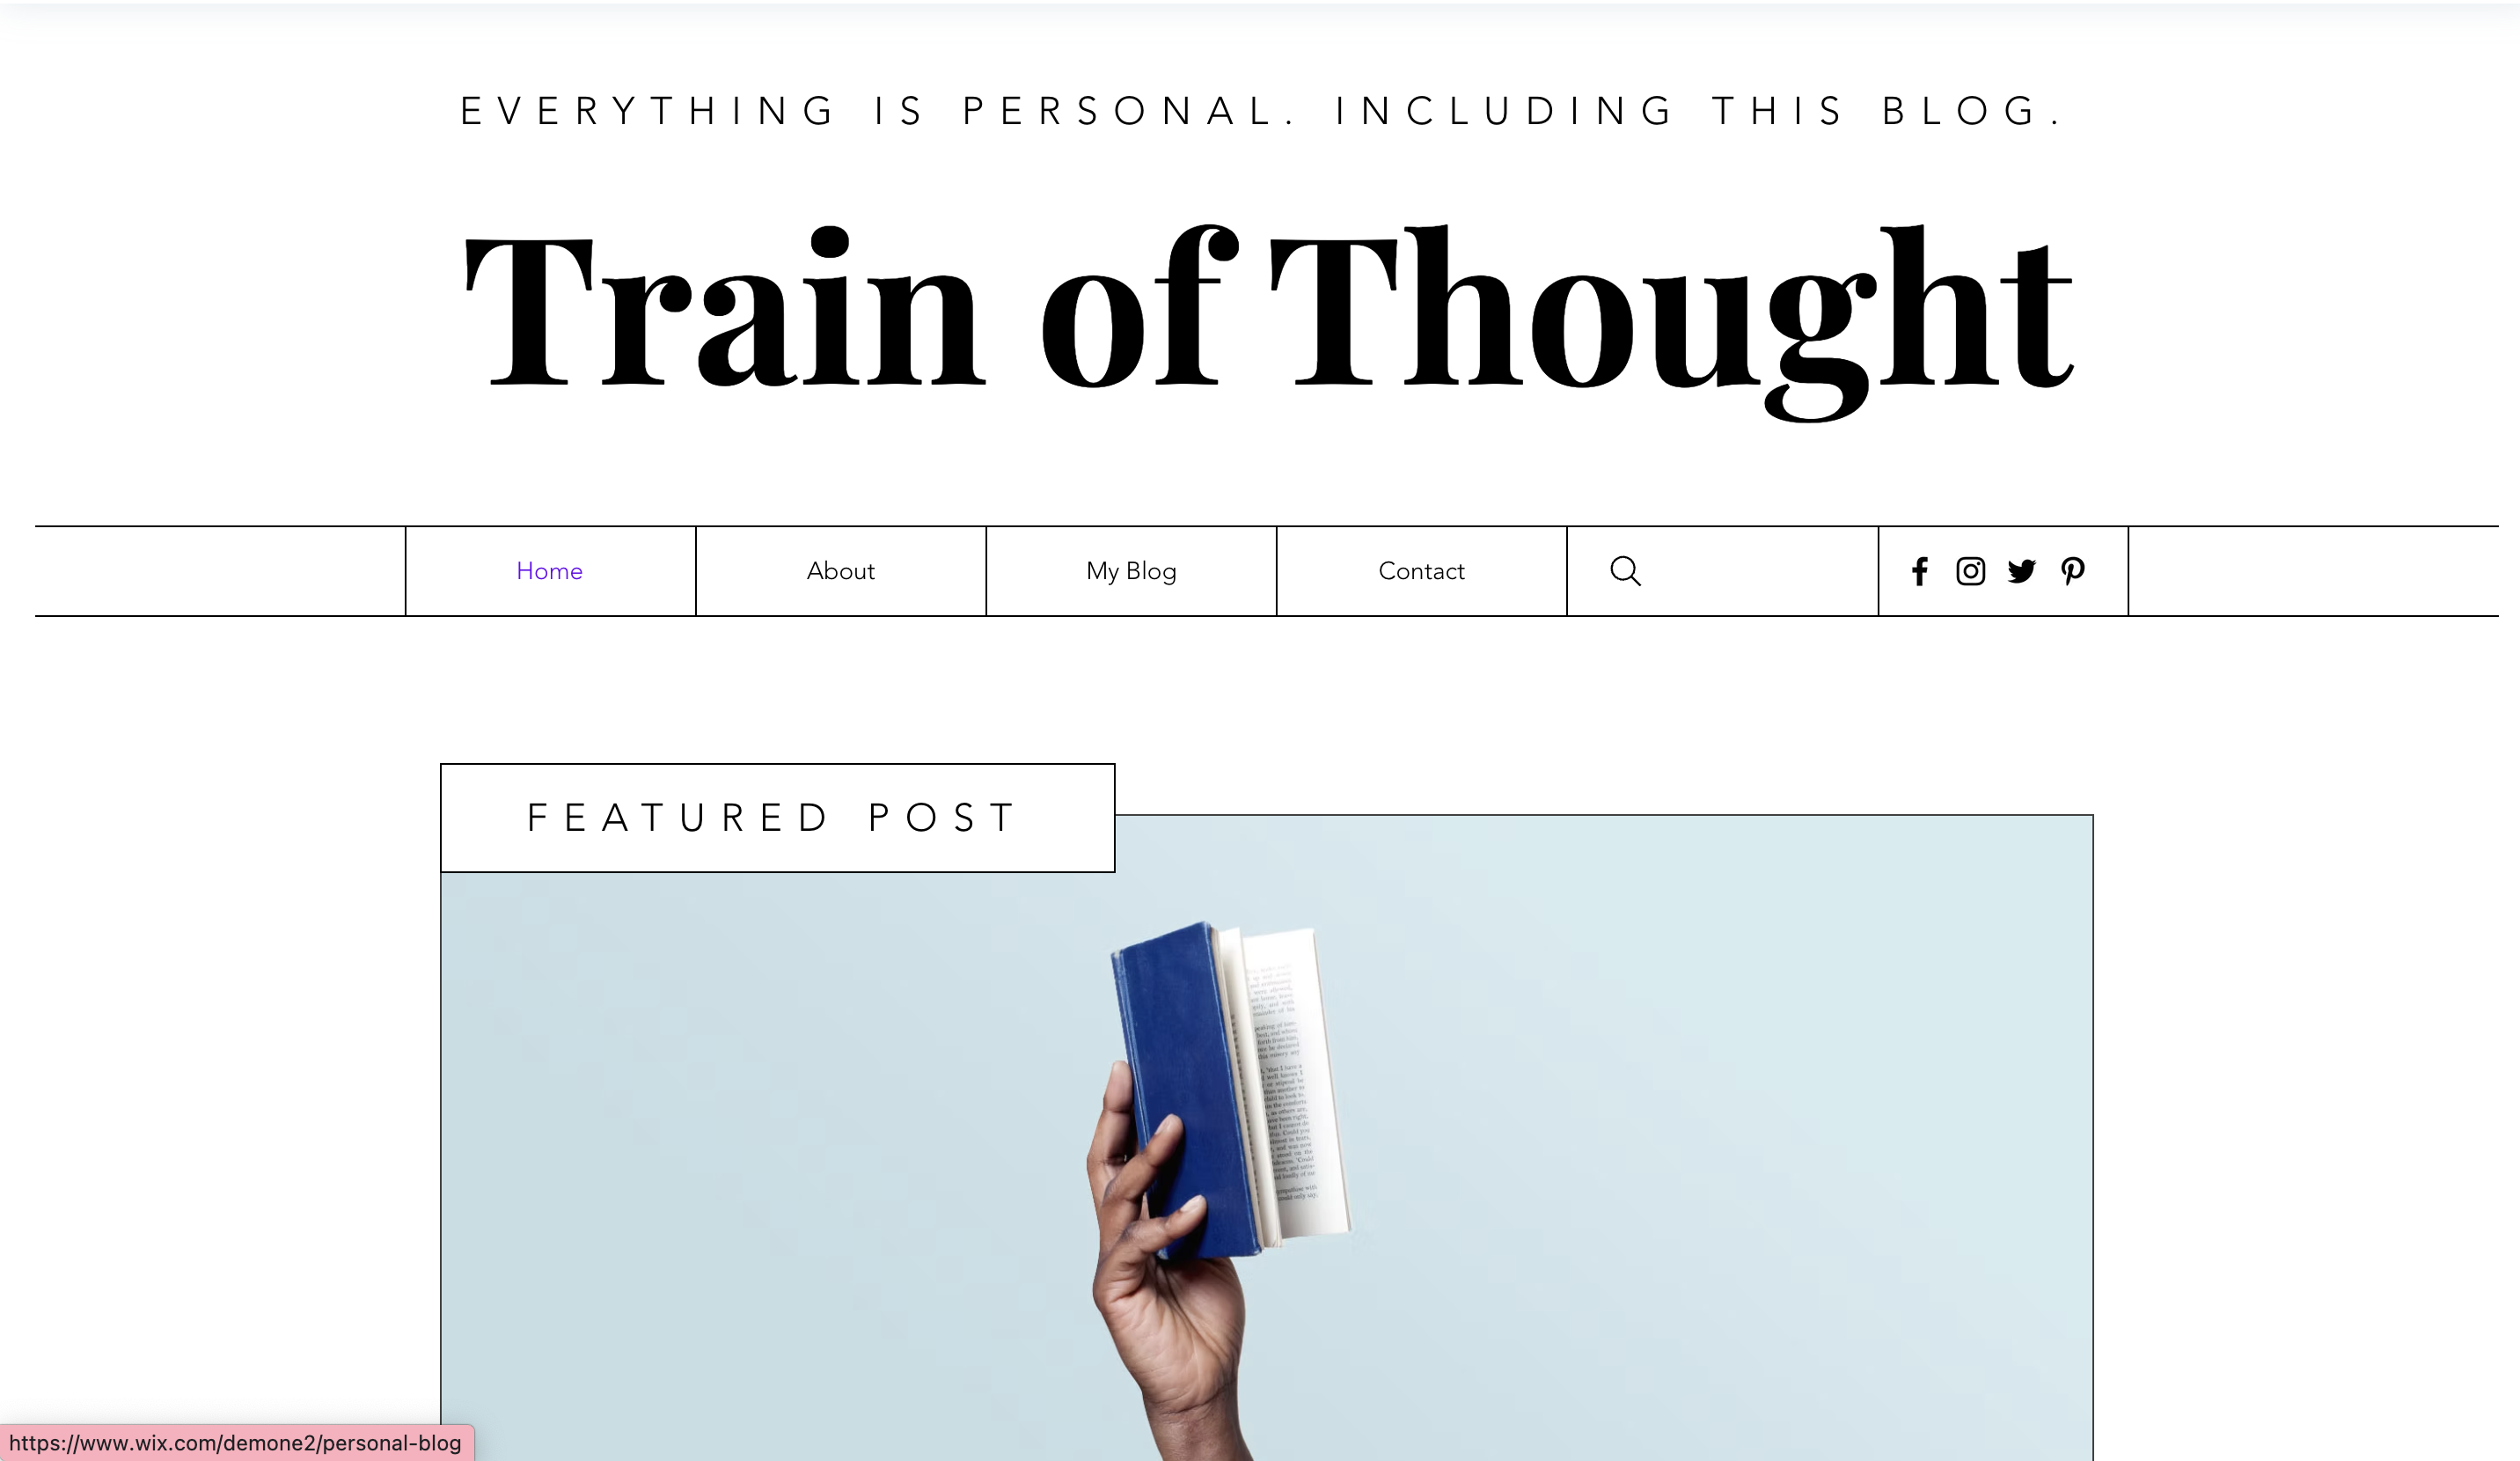 EVERYTHING IS PERSONAL. INCLUDING THIS BLOG.
Train of Thought
Home About My Blog Contact
FEATURED POST
https://www.wix.com/demone2/personal-blog